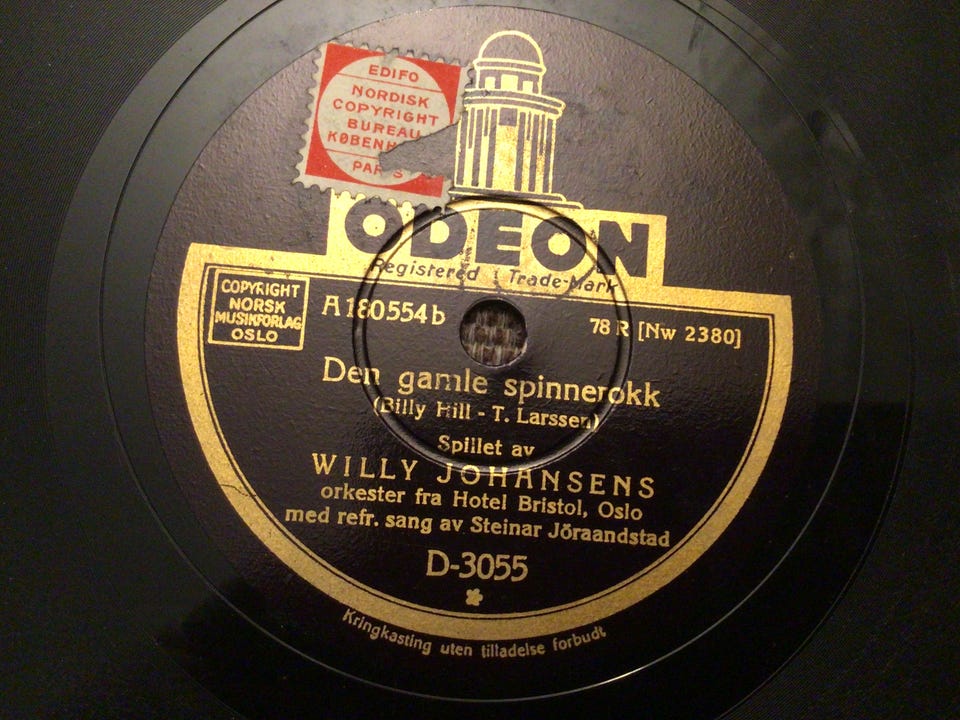 EDIFO
NORDISK
COPYRIGHT
BUREAU
ODEON
Registered Trade-Mark
COPYRIGHT
NORSK
MUSIKFORLAG
OSLO
A 180554 b
78 R [Nw 2380]
Den gamle spinnerokk
(Billy Hill - T. Larssen)
Spillet av
WILLY JOHANSENS
orkester fra Hotel Bristol, Oslo
med refr. sang av Steinar Jöraandstad
D-3055
Kringkasting uten tilladelse forbudt